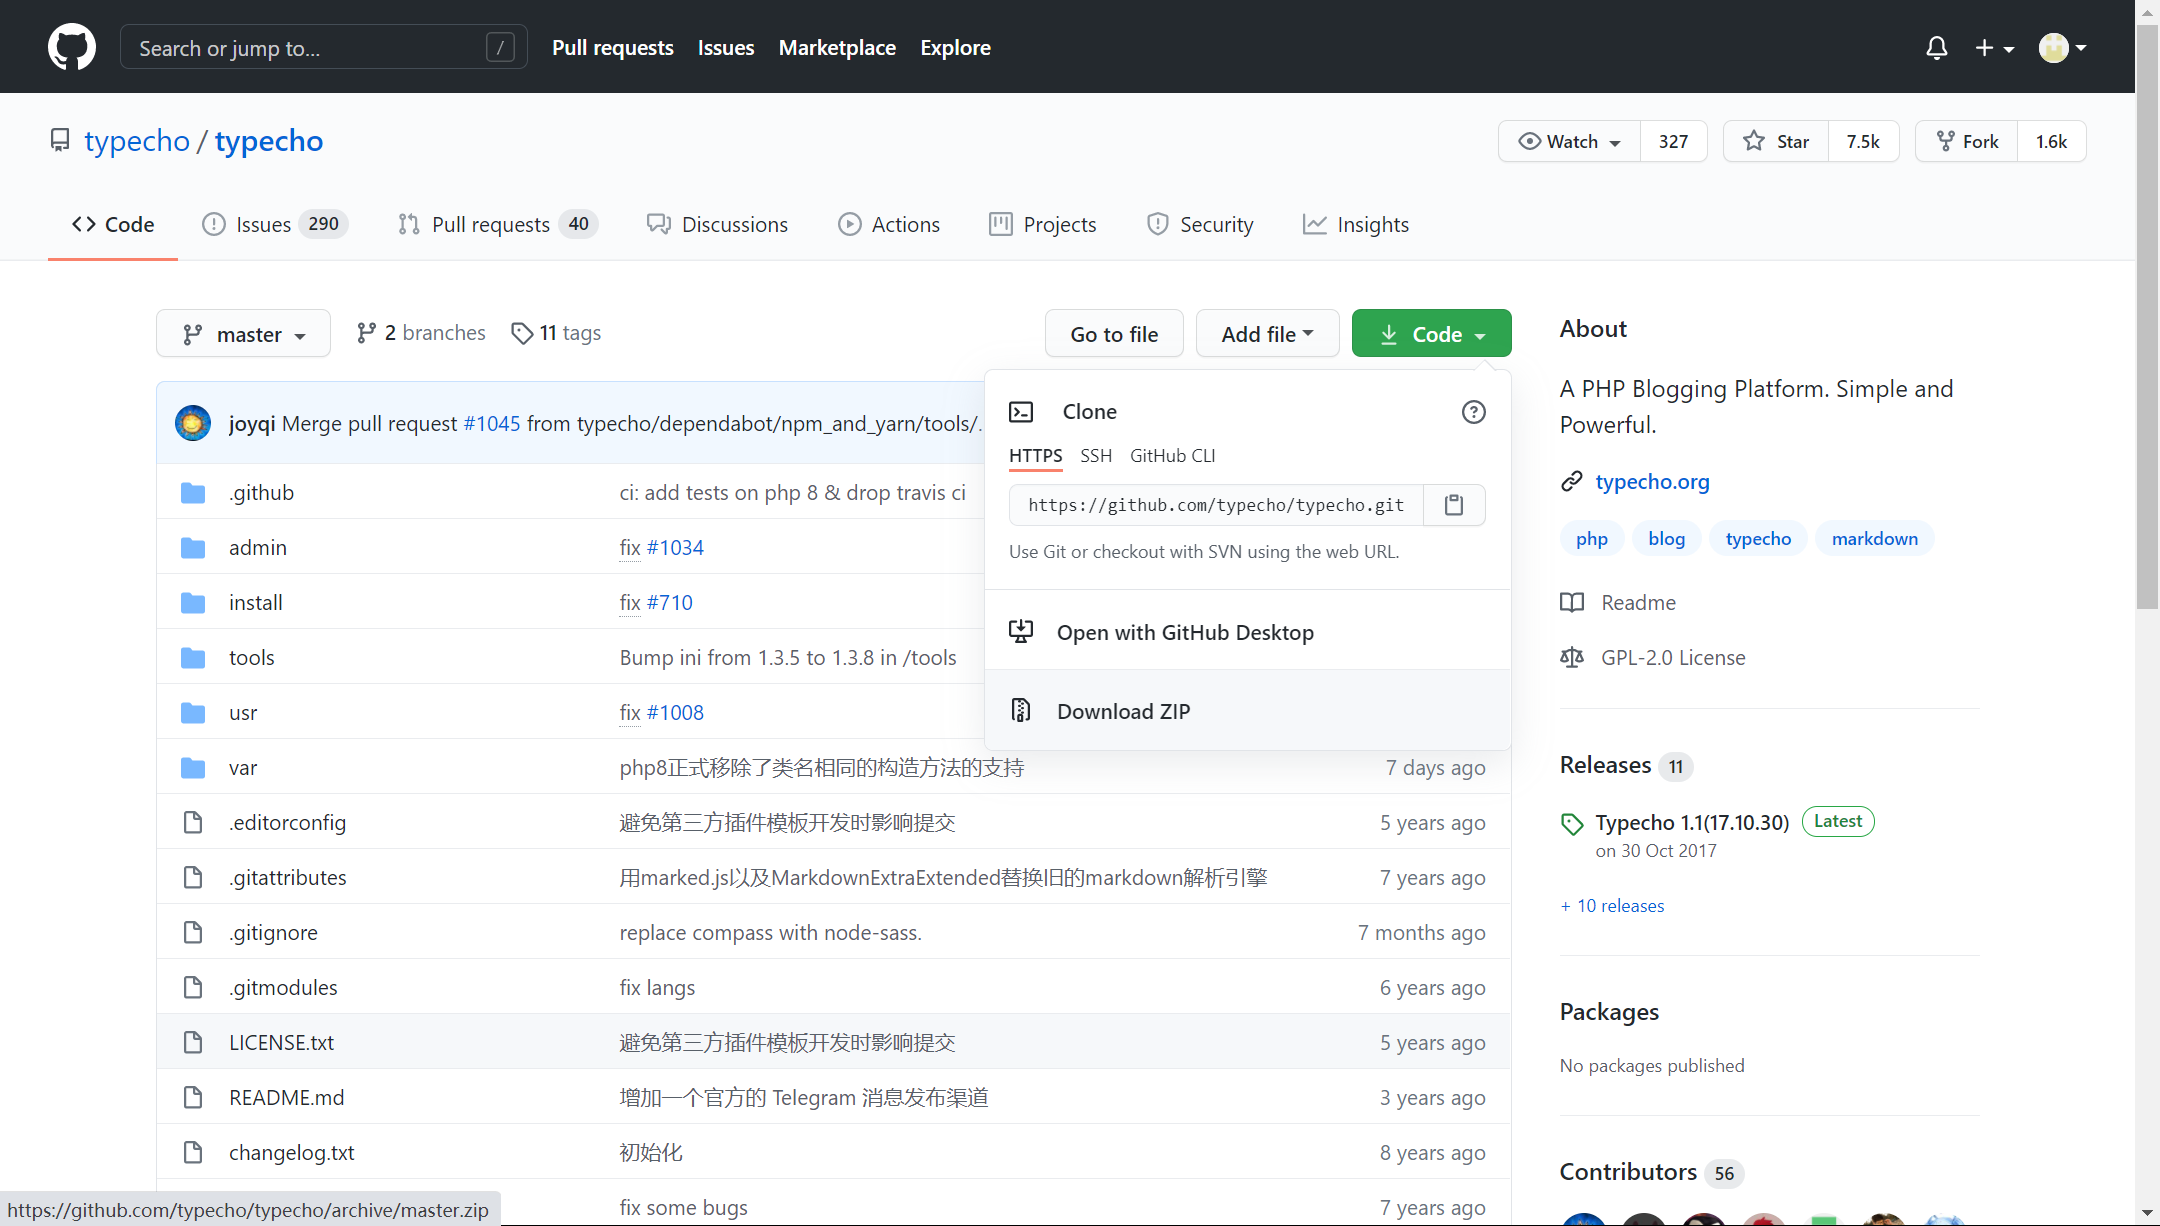 Search or jump to...
/
Pull requests
Issues
Marketplace
Explore
typecho / typecho
Watch
327
Star
7.5k
Fork
1.6k
Code
Issues 290
Pull requests 40
Discussions
Actions
Projects
Security
Insights
master
2 branches
11 tags
Go to file
Add file
Code
joyqi Merge pull request #1045 from typecho/dependabot/npm_and_yarn/tools/.
.github
ci: add tests on php 8 & drop travis ci
admin
fix #1034
install
fix #710
tools
Bump ini from 1.3.5 to 1.3.8 in /tools
usr
fix #1008
var
php8正式移除了类名相同的构造方法的支持
7 days ago
.editorconfig
避免第三方插件模板开发时影响提交
5 years ago
.gitattributes
用marked.js以及MarkdownExtraExtended替换旧的markdown解析引擎
7 years ago
.gitignore
replace compass with node-sass.
7 months ago
.gitmodules
fix langs
6 years ago
LICENSE.txt
避免第三方插件模板开发时影响提交
5 years ago
README.md
增加一个官方的 Telegram 消息发布渠道
3 years ago
changelog.txt
初始化
8 years ago
fix some bugs
7 years ago
Clone
HTTPS
SSH
GitHub CLI
https://github.com/typecho/typecho.git
Use Git or checkout with SVN using the web URL.
Open with GitHub Desktop
Download ZIP
About
A PHP Blogging Platform. Simple and
Powerful.
typecho.org
php
blog
typecho
markdown
Readme
GPL-2.0 License
Releases 11
Typecho 1.1(17.10.30)
Latest
on 30 Oct 2017
+ 10 releases
Packages
No packages published
Contributors 56
https://github.com/typecho/typecho/archive/master.zip